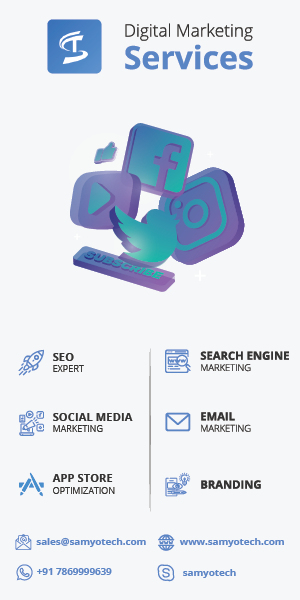 Digital Marketing
Services
SUBSCRIBE
SEO
EXPERT
SEARCH ENGINE
MARKETING
SOCIAL MEDIA
MARKETING
EMAIL
MARKETING
APP STORE
OPTIMIZATION
BRANDING
sales@samyotech.com
www.samyotech.com
+91 7869999639
samyotech